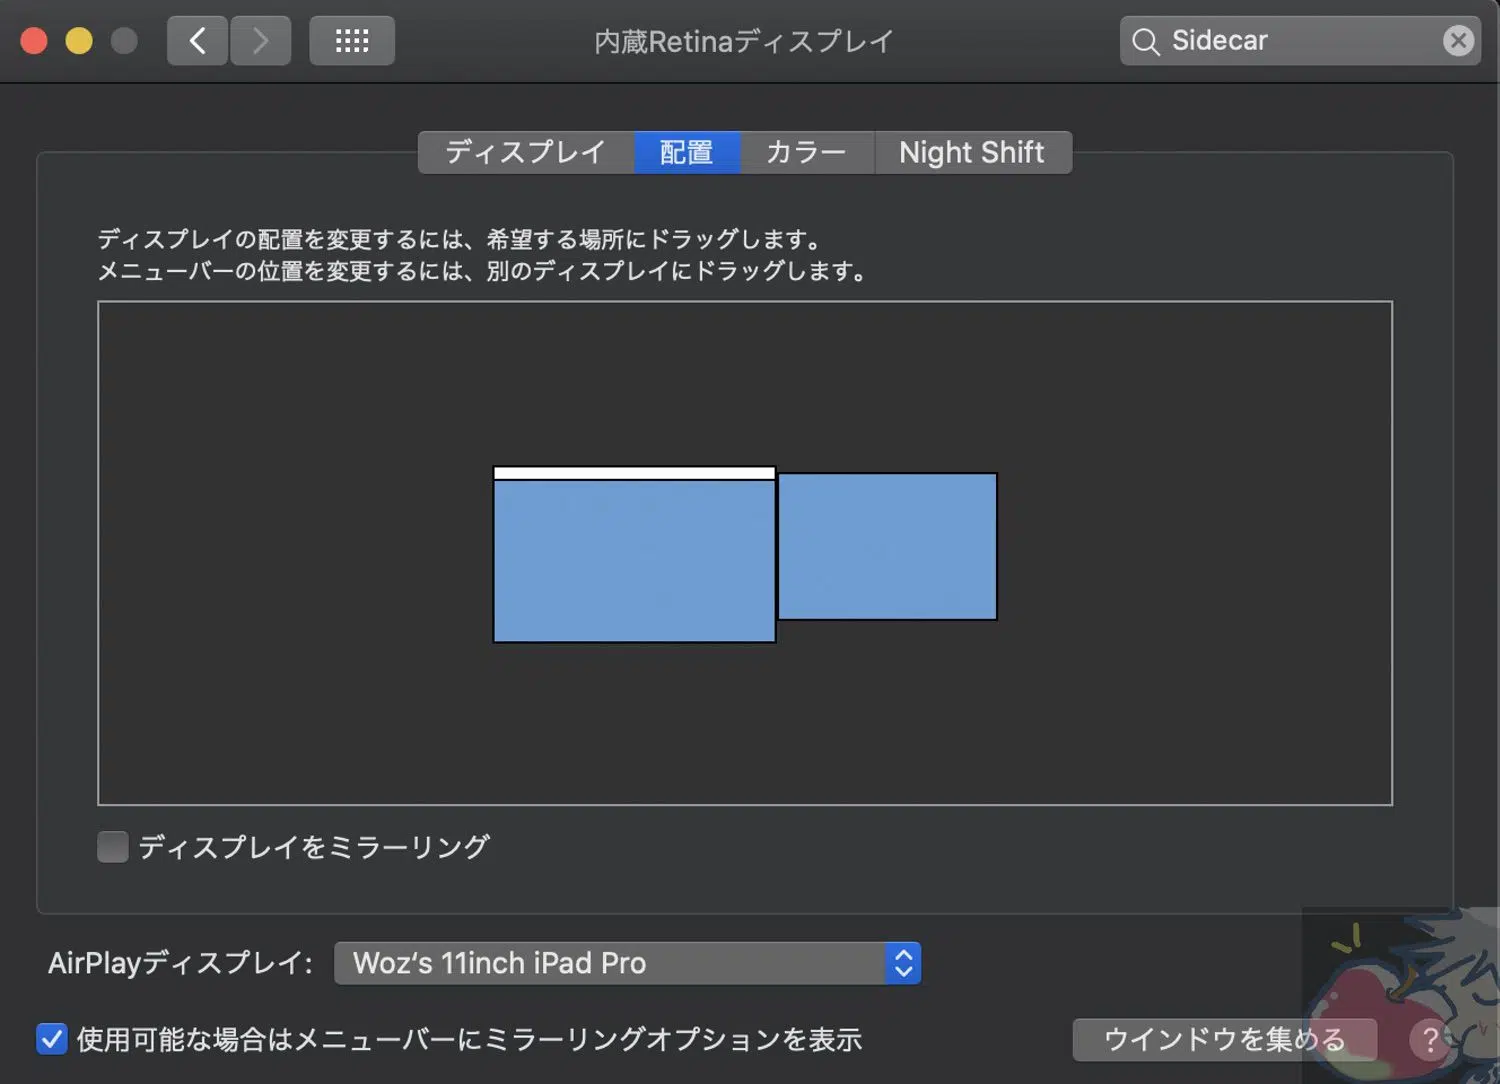 内蔵Retinaディスプレイ
Sidecar
ディスプレイ
配置
カラー
Night Shift
ディスプレイの配置を変更するには、希望する場所にドラッグします。
メニューバーの位置を変更するには、別のディスプレイにドラッグします。
ディスプレイをミラーリング
AirPlayディスプレイ:
Woz‘s 11inch iPad Pro
使用可能な場合はメニューバーにミラーリングオプションを表示
ウインドウを集める
?